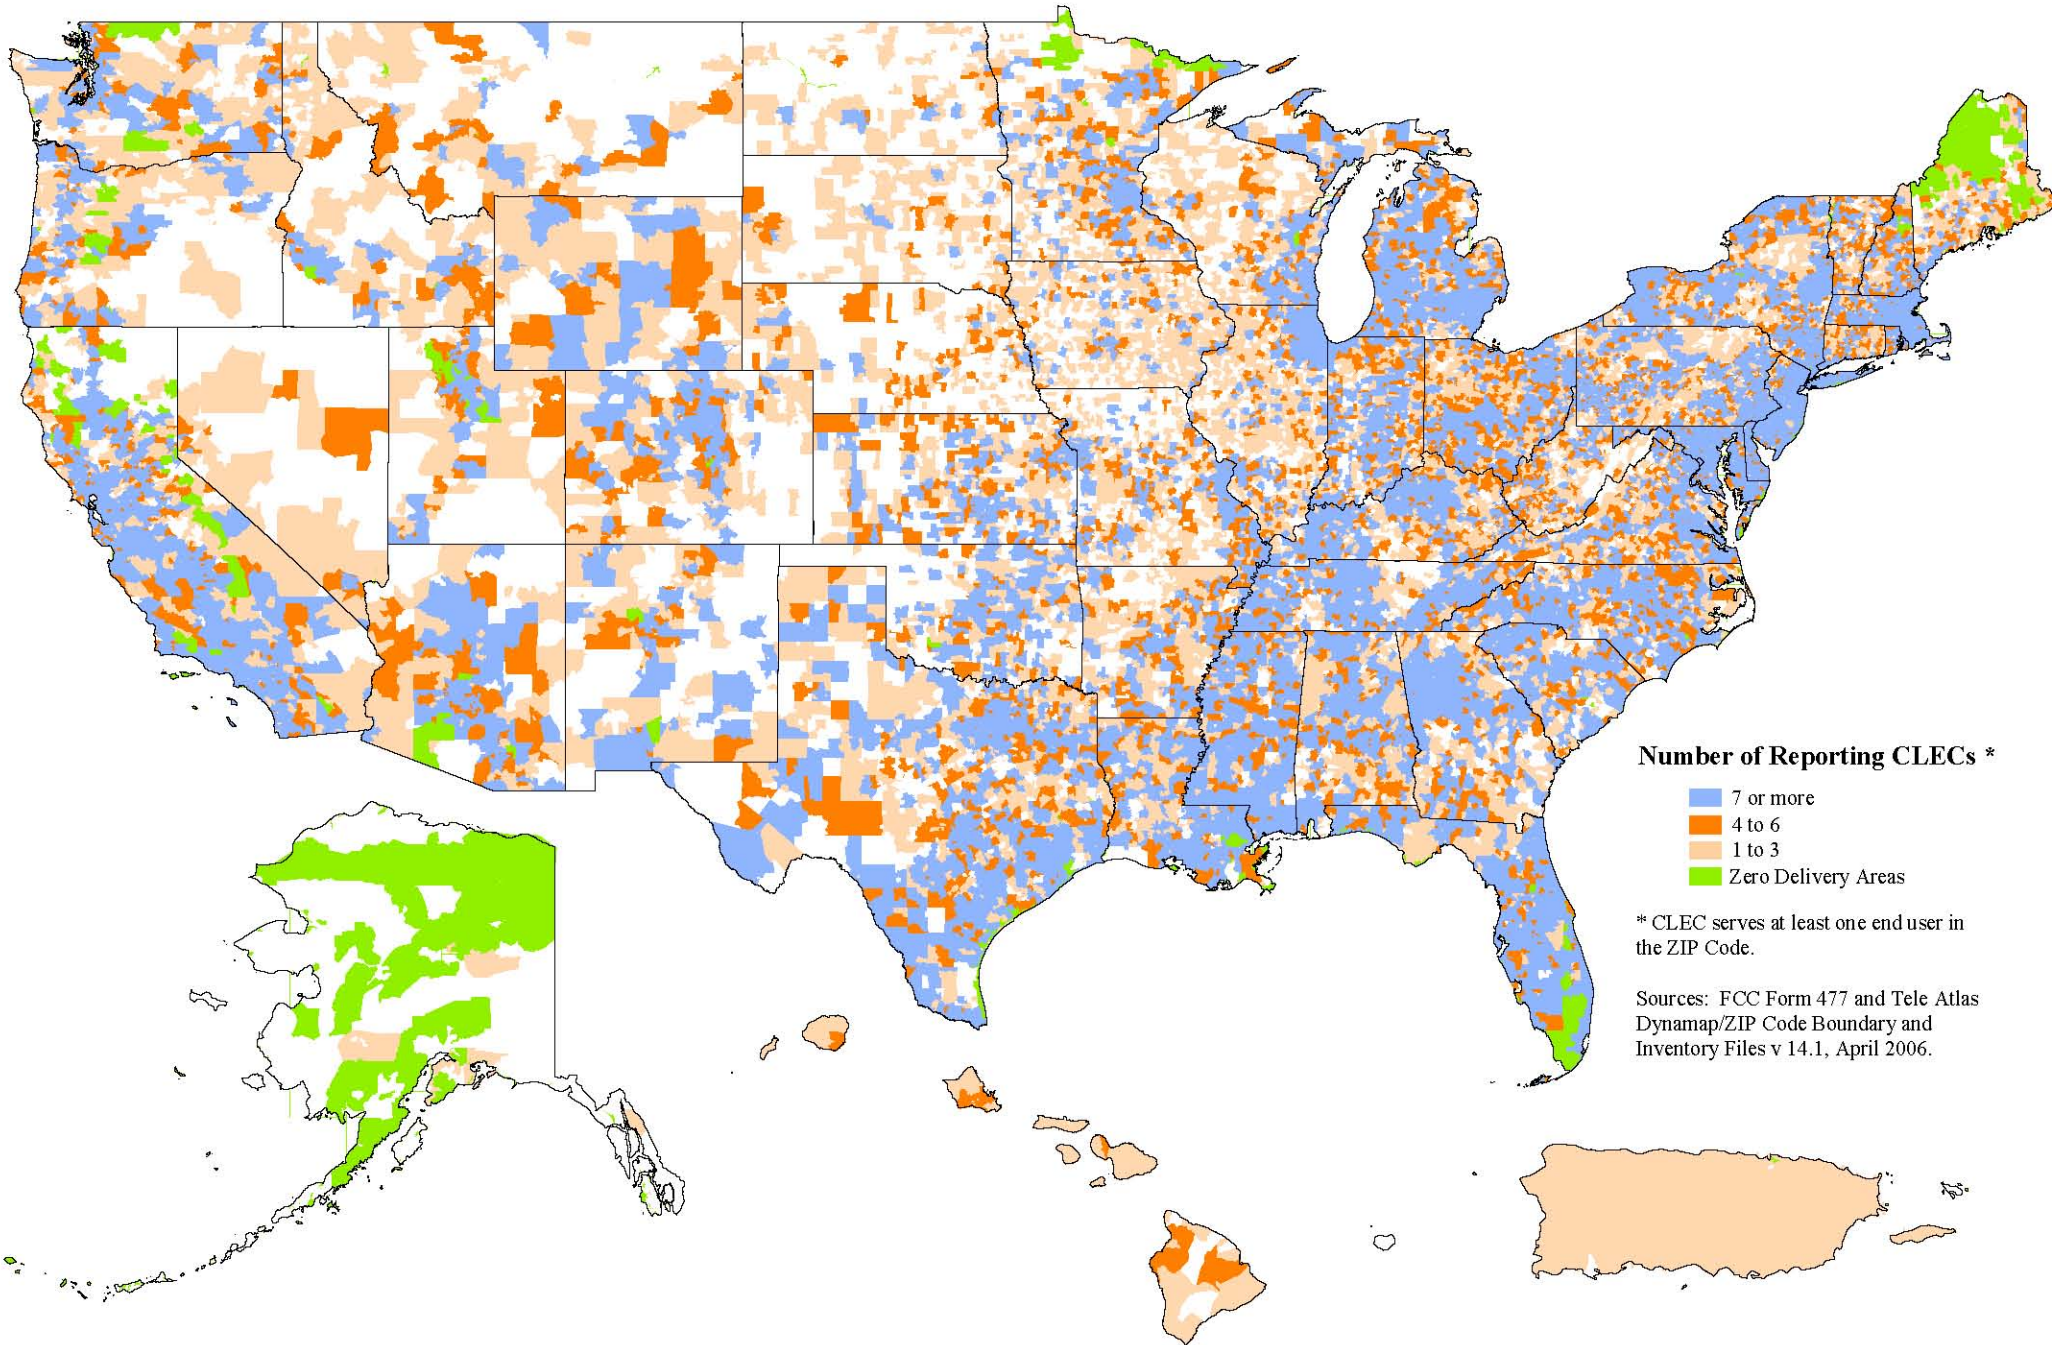 Number of Reporting CLECs *
7 or more
4 to 6
1 to 3
Zero Delivery Areas
* CLEC serves at least one end user in
the ZIP Code.
Sources: FCC Form 477 and Tele Atlas
Dynamap/ZIP Code Boundary and
Inventory Files v 14.1, April 2006.